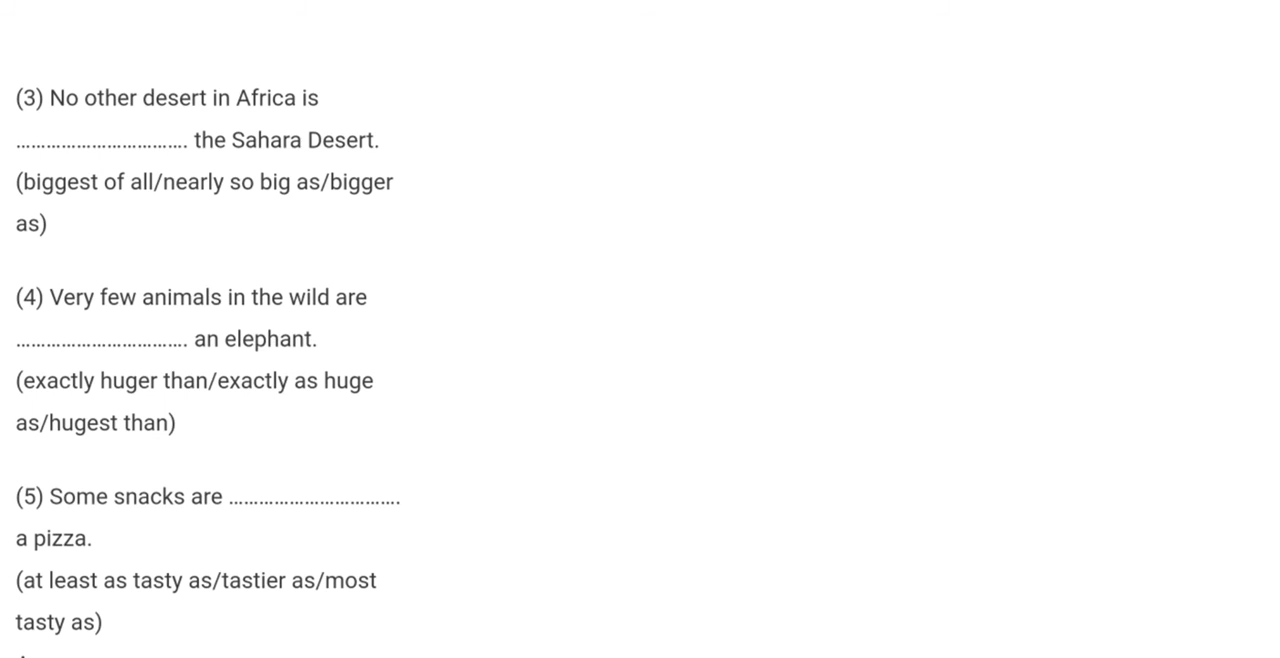 (3) No other desert in Africa is
………………………….… the Sahara Desert.
(biggest of all/nearly so big as/bigger
as)
(4) Very few animals in the wild are
………………………….… an elephant.
(exactly huger than/exactly as huge
as/hugest than)
(5) Some snacks are ………………………….…
a pizza.
(at least as tasty as/tastier as/most
tasty as)